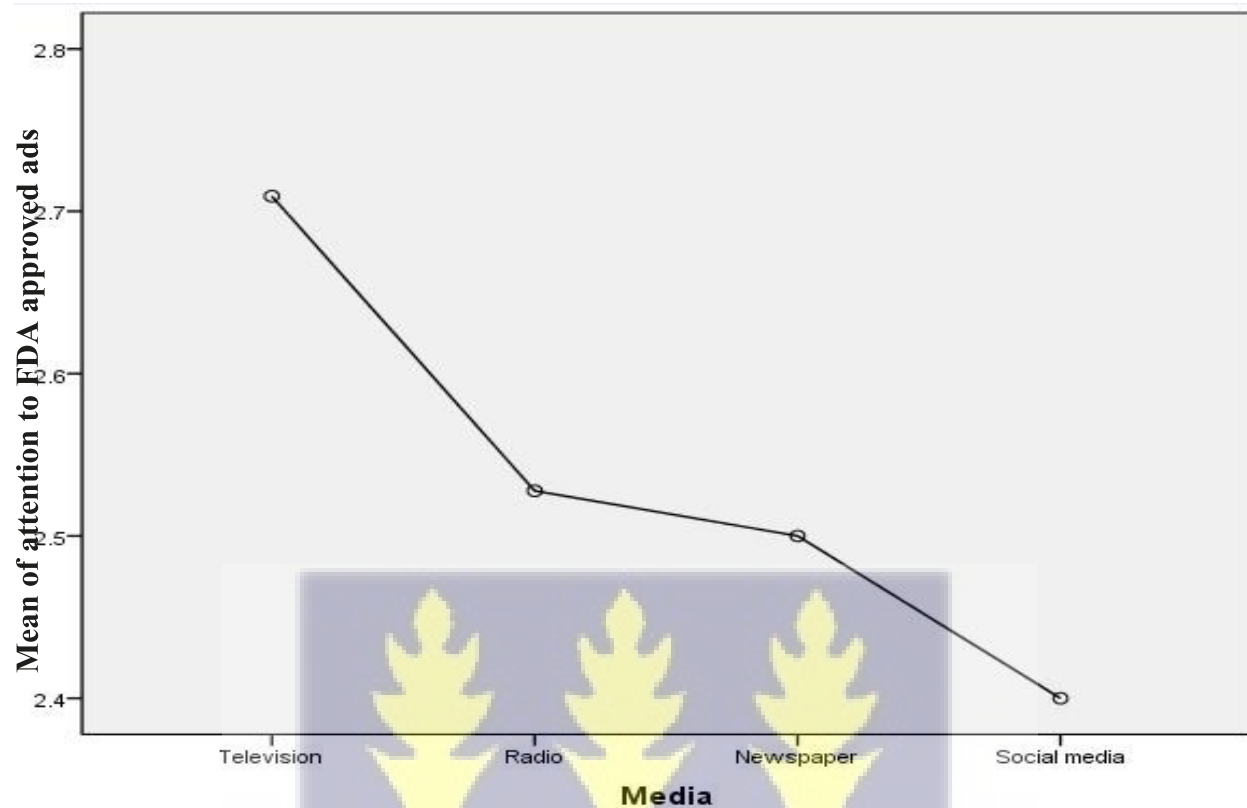 Mean of attention to FDA approved ads
2.8
2.7
2.6
2.5
2.4
Television Radio Newspaper Social media
Media